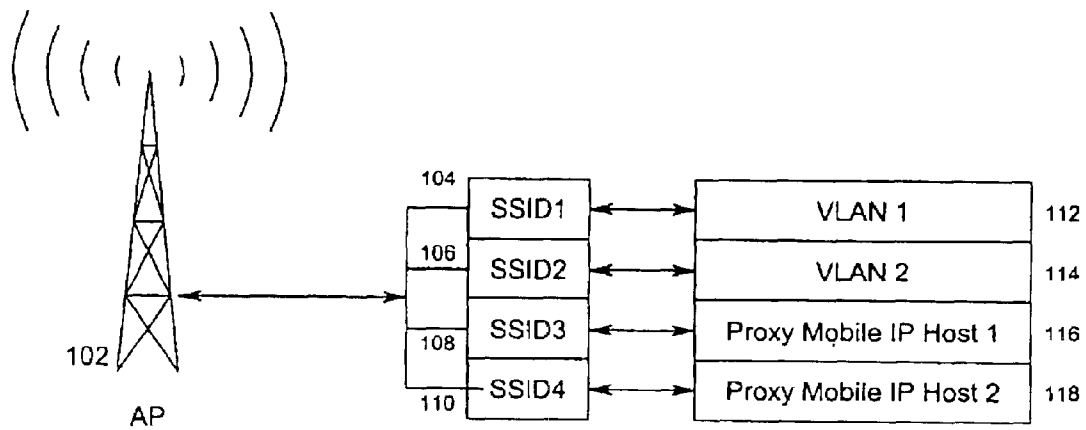 104 SSID1 VLAN 1 112
106 SSID2 VLAN 2 114
108 SSID3 Proxy Mobile IP Host 1 116
110 SSID4 Proxy Mobile IP Host 2 118
102
AP